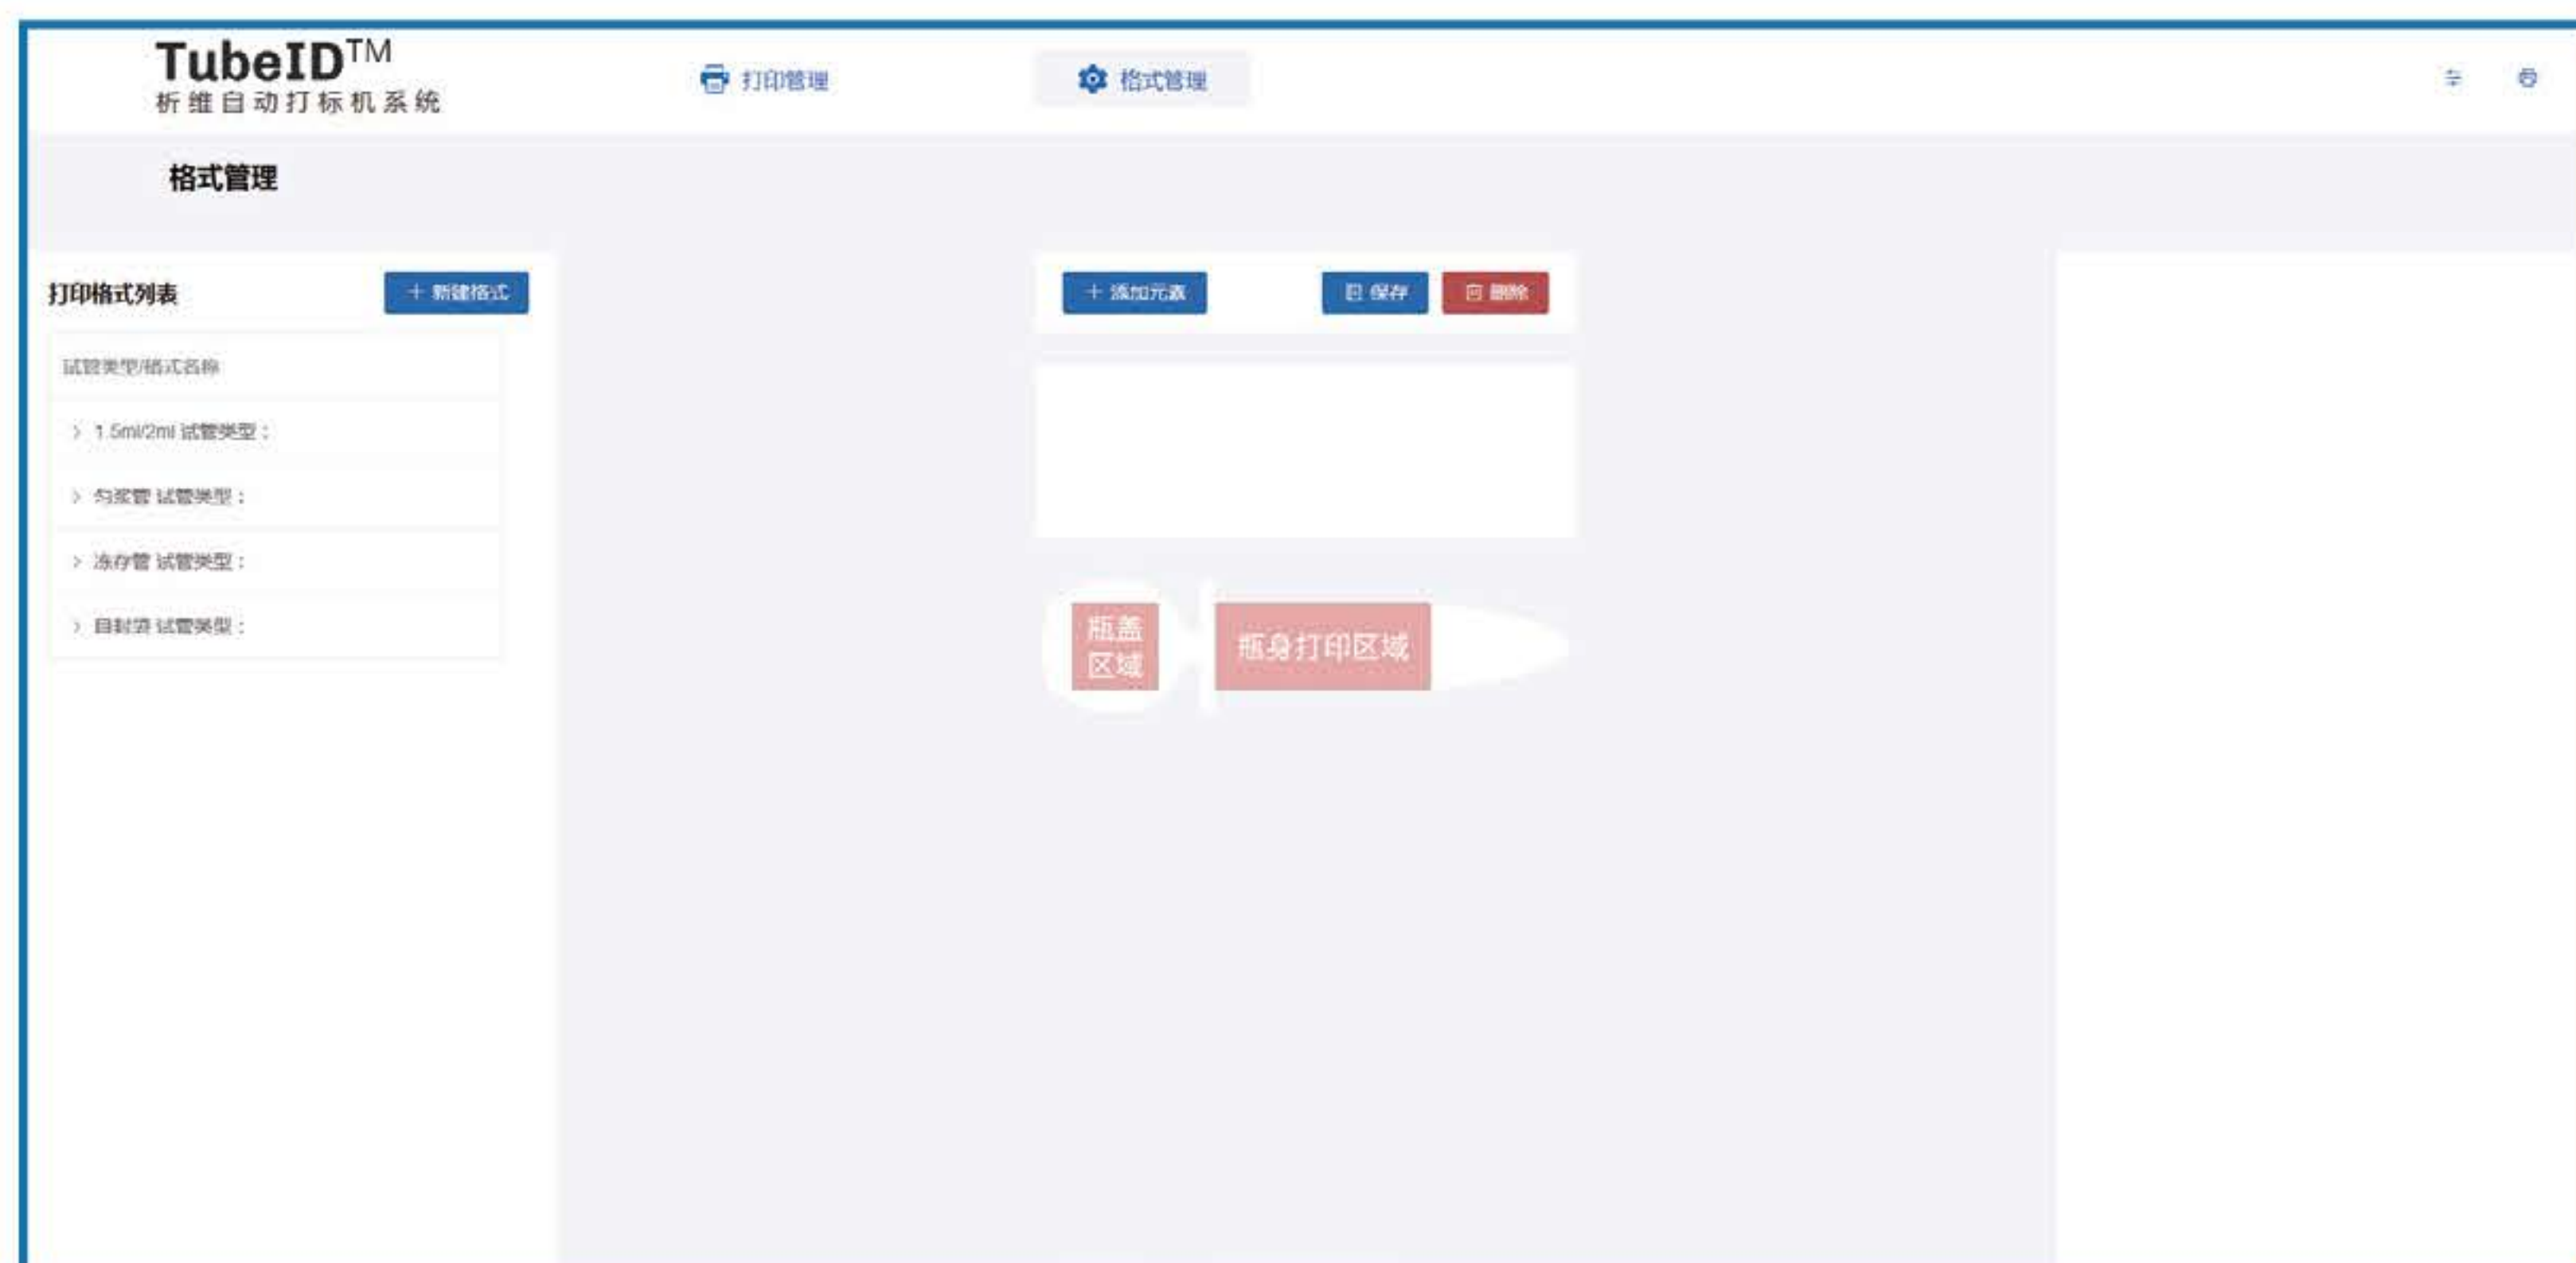 TubeID™
析维自动打标机系统
打印管理
格式管理
格式管理
打印格式列表
+ 新建格式
+ 添加元素
保存
删除
试管类型/格式名称
> 1.5ml/2ml 试管类型：
> 匀浆管 试管类型：
> 冻存管 试管类型：
> 自封袋 试管类型：
瓶盖
区域
瓶身打印区域